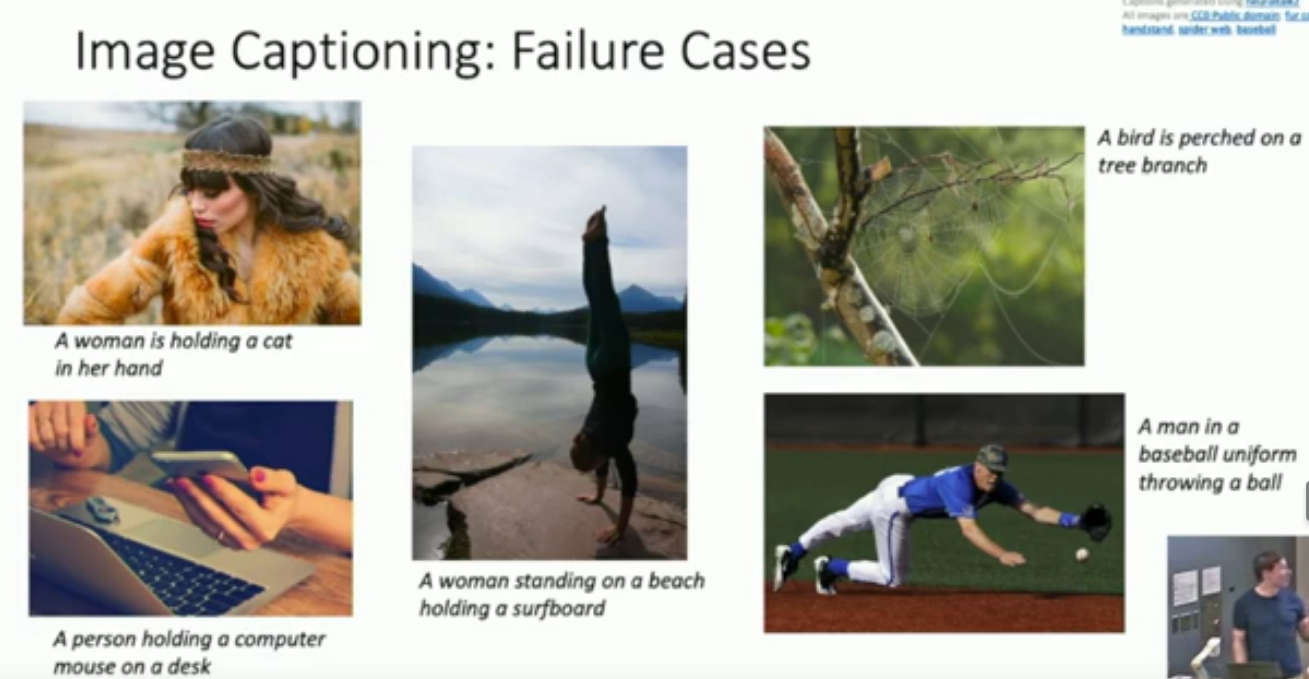 Captions generated using neuraltalk2
All images are CC0 Public domain: fur c
handstand, spider web, baseball
Image Captioning: Failure Cases
A woman is holding a cat
in her hand
A person holding a computer
mouse on a desk
A woman standing on a beach
holding a surfboard
A bird is perched on a
tree branch
A man in a
baseball uniform
throwing a ball